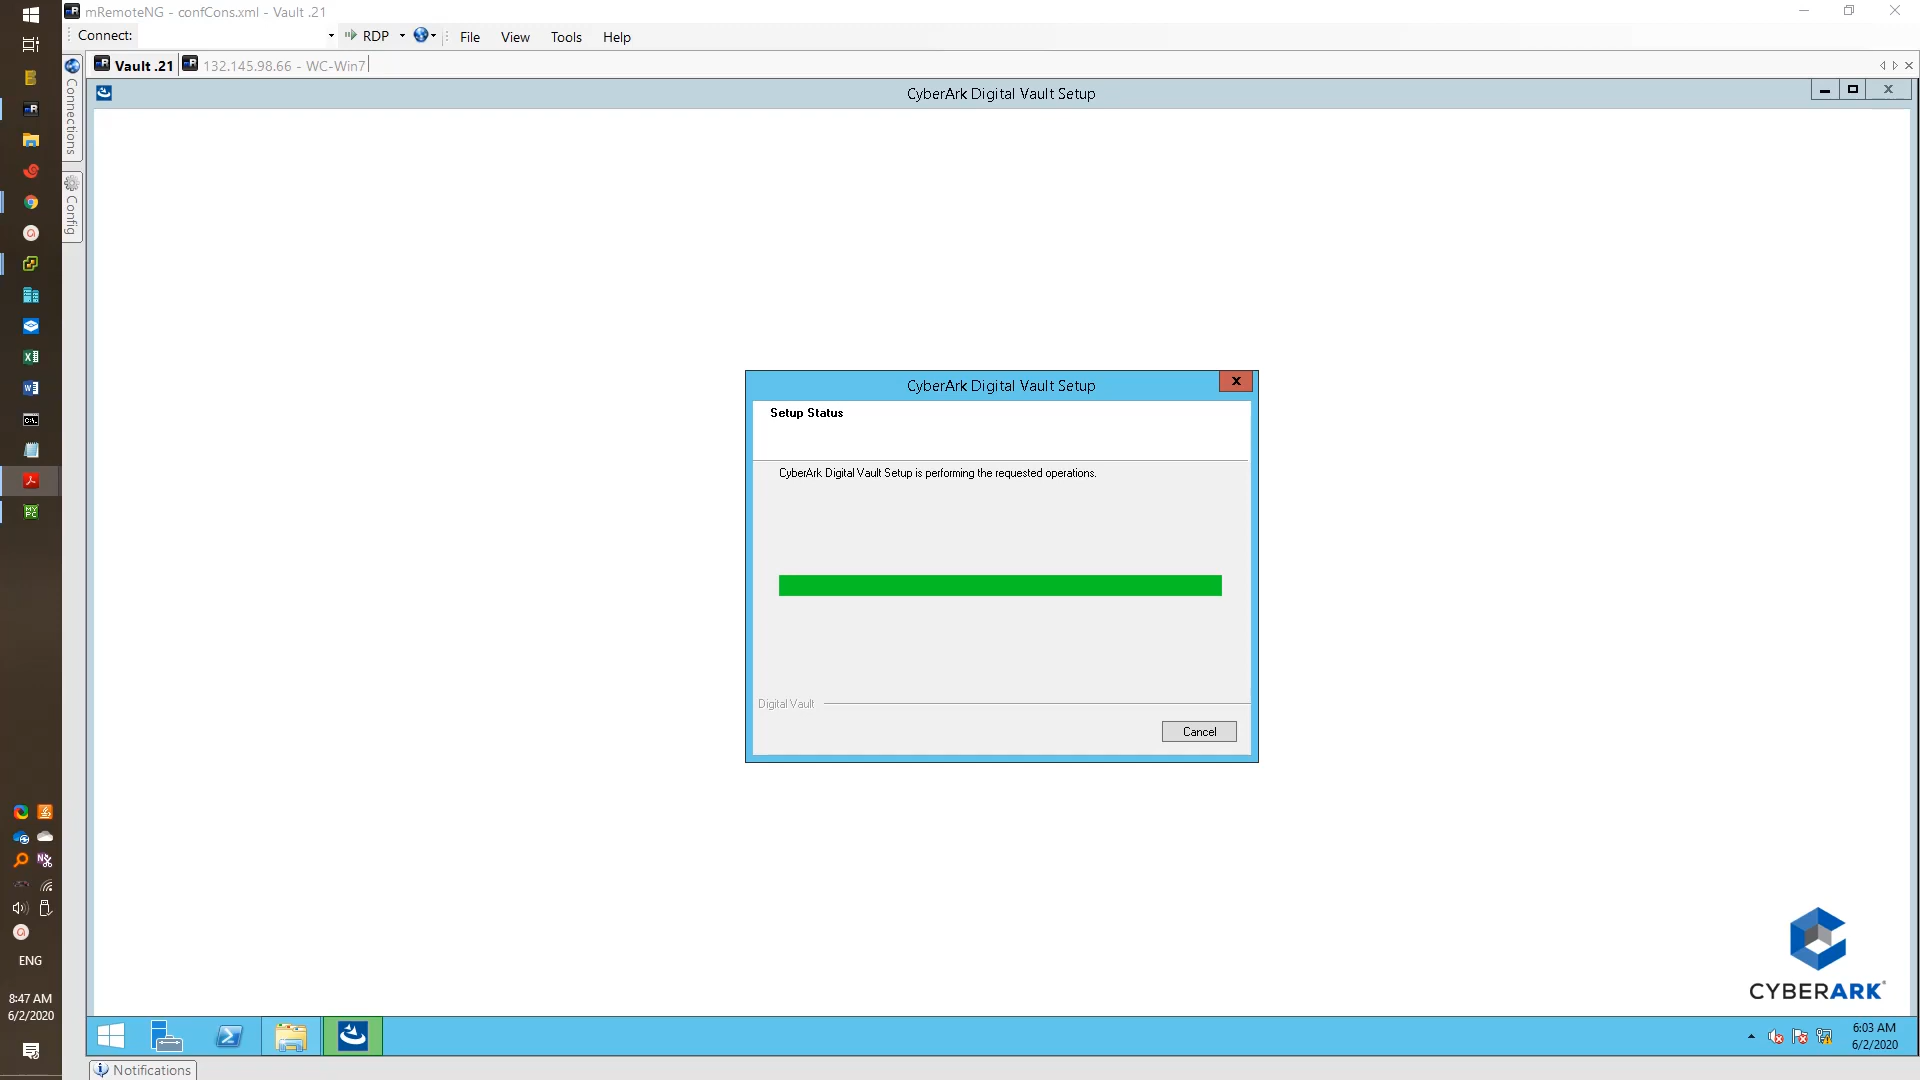 mRemoteNG - confCons.xml - Vault .21
Connect:
RDP
File
View
Tools
Help
Vault .21
132.145.98.66 - WC-Win7
Connections
Config
CyberArk Digital Vault Setup
CyberArk Digital Vault Setup
Setup Status
CyberArk Digital Vault Setup is performing the requested operations.
Digital Vault
Cancel
CYBERARK
ENG
8:47 AM
6/2/2020
6:03 AM
6/2/2020
Notifications